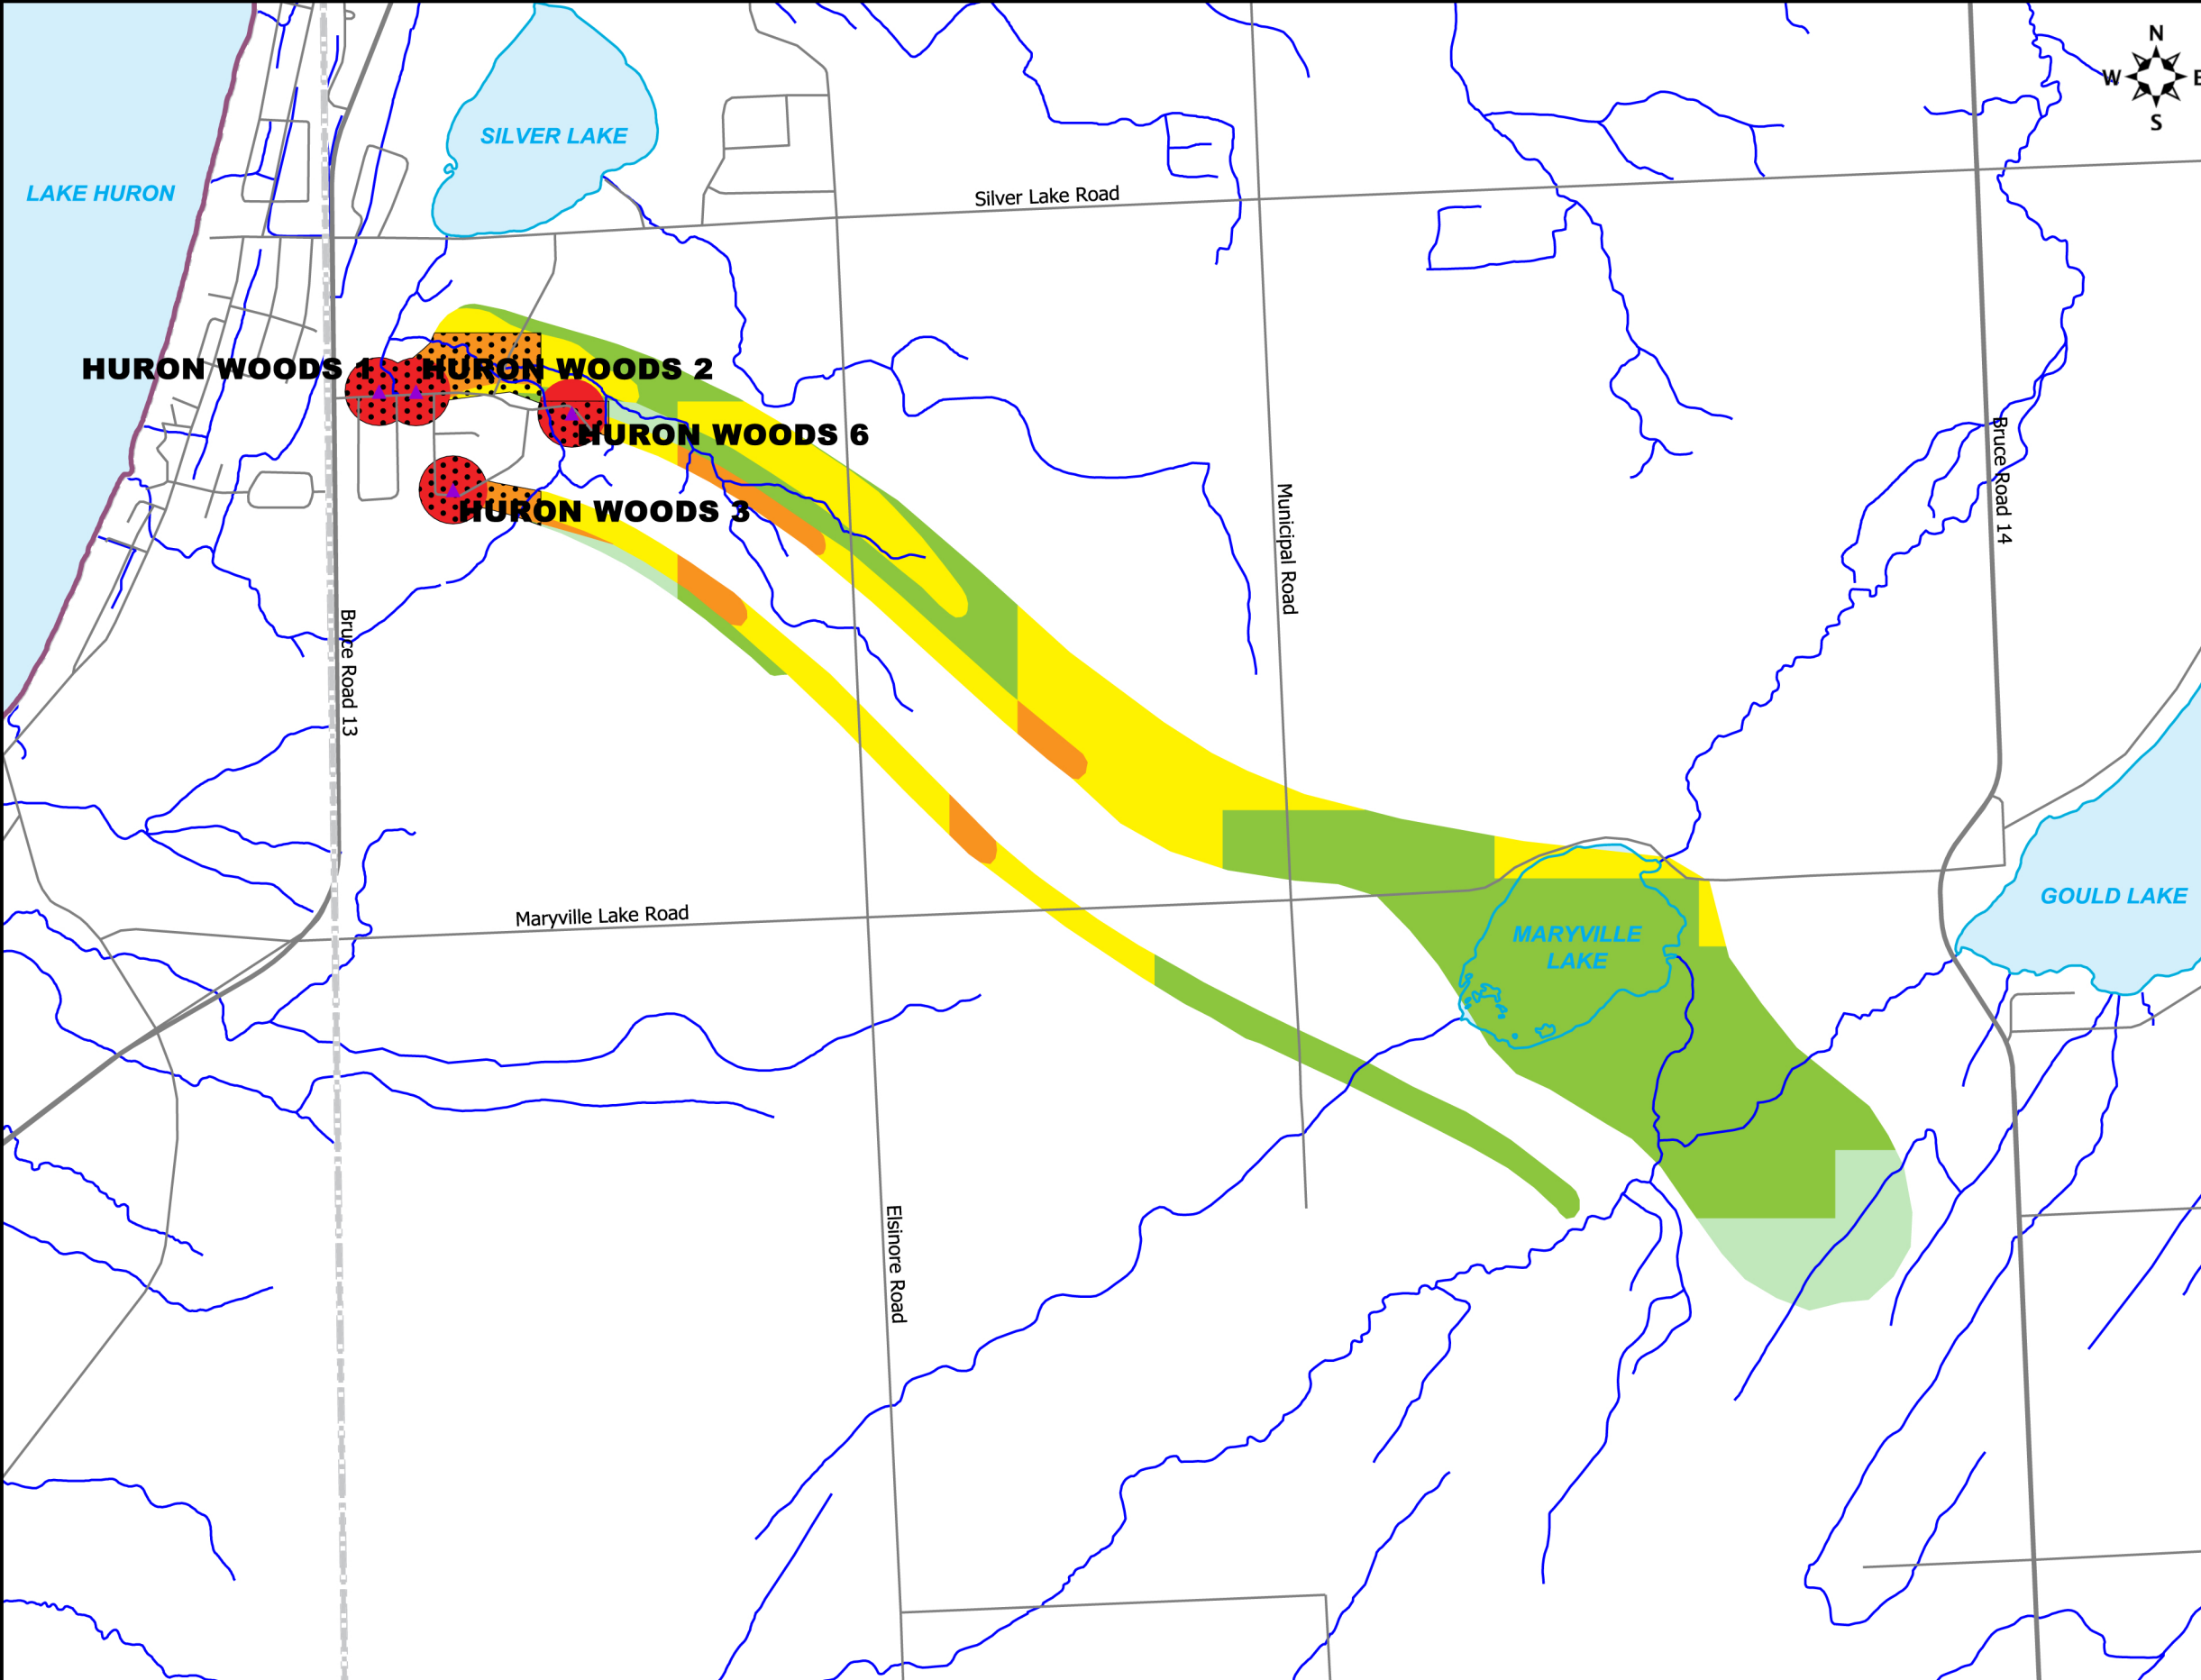 N
W E
S
SILVER LAKE
LAKE HURON
Silver Lake Road
HURON WOODS 1
HURON WOODS 2
HURON WOODS 6
HURON WOODS 3
Bruce Road 14
Municipal Road
Bruce Road 13
GOULD LAKE
Maryville Lake Road
MARYVILLE
LAKE
Elsinore Road